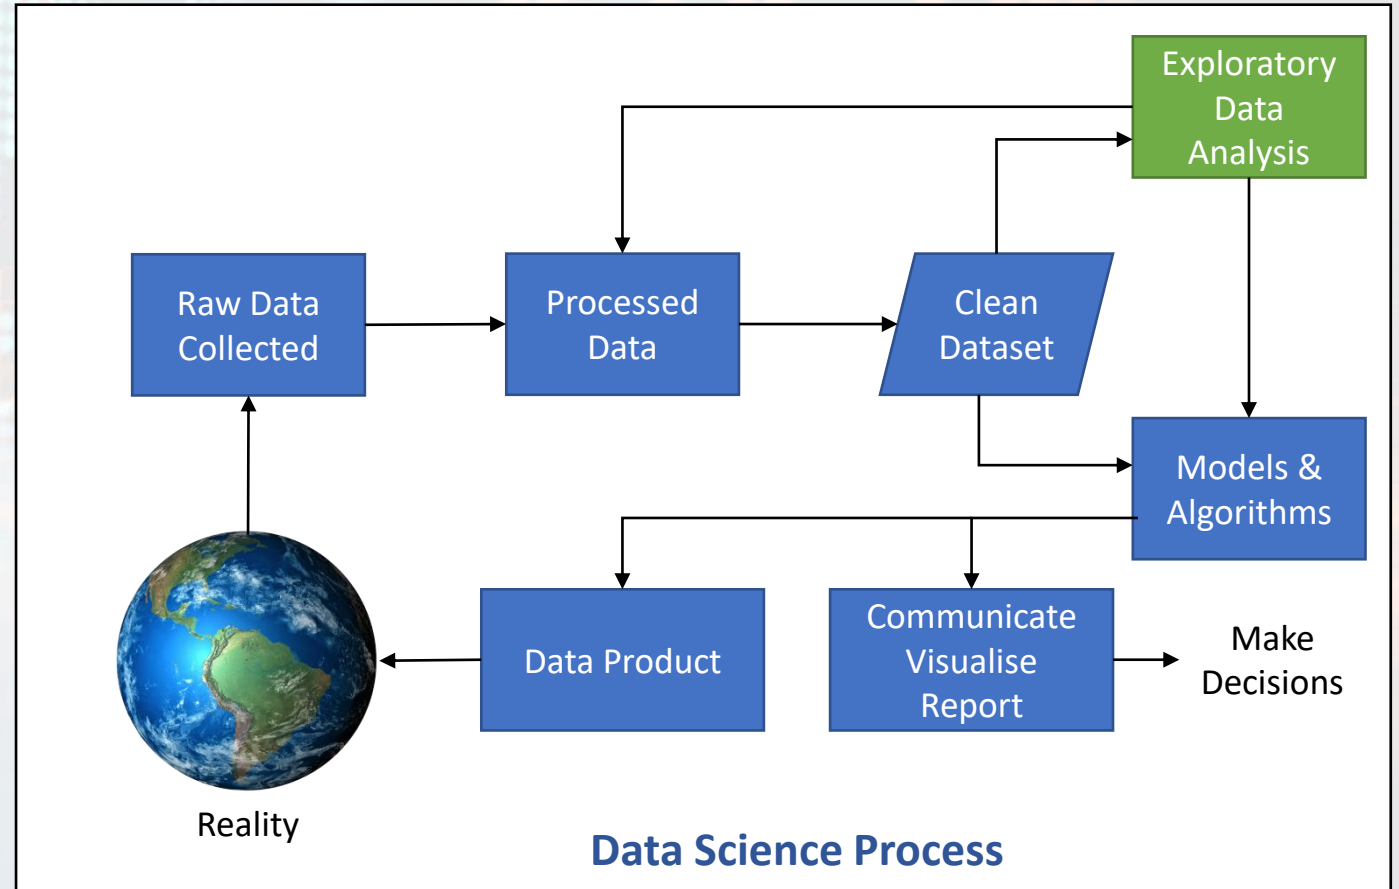 Exploratory
Data
Analysis
Raw Data
Collected
Processed
Data
Clean
Dataset
Models &
Algorithms
Data Product
Communicate
Visualise
Report
Make
Decisions
Reality
Data Science Process